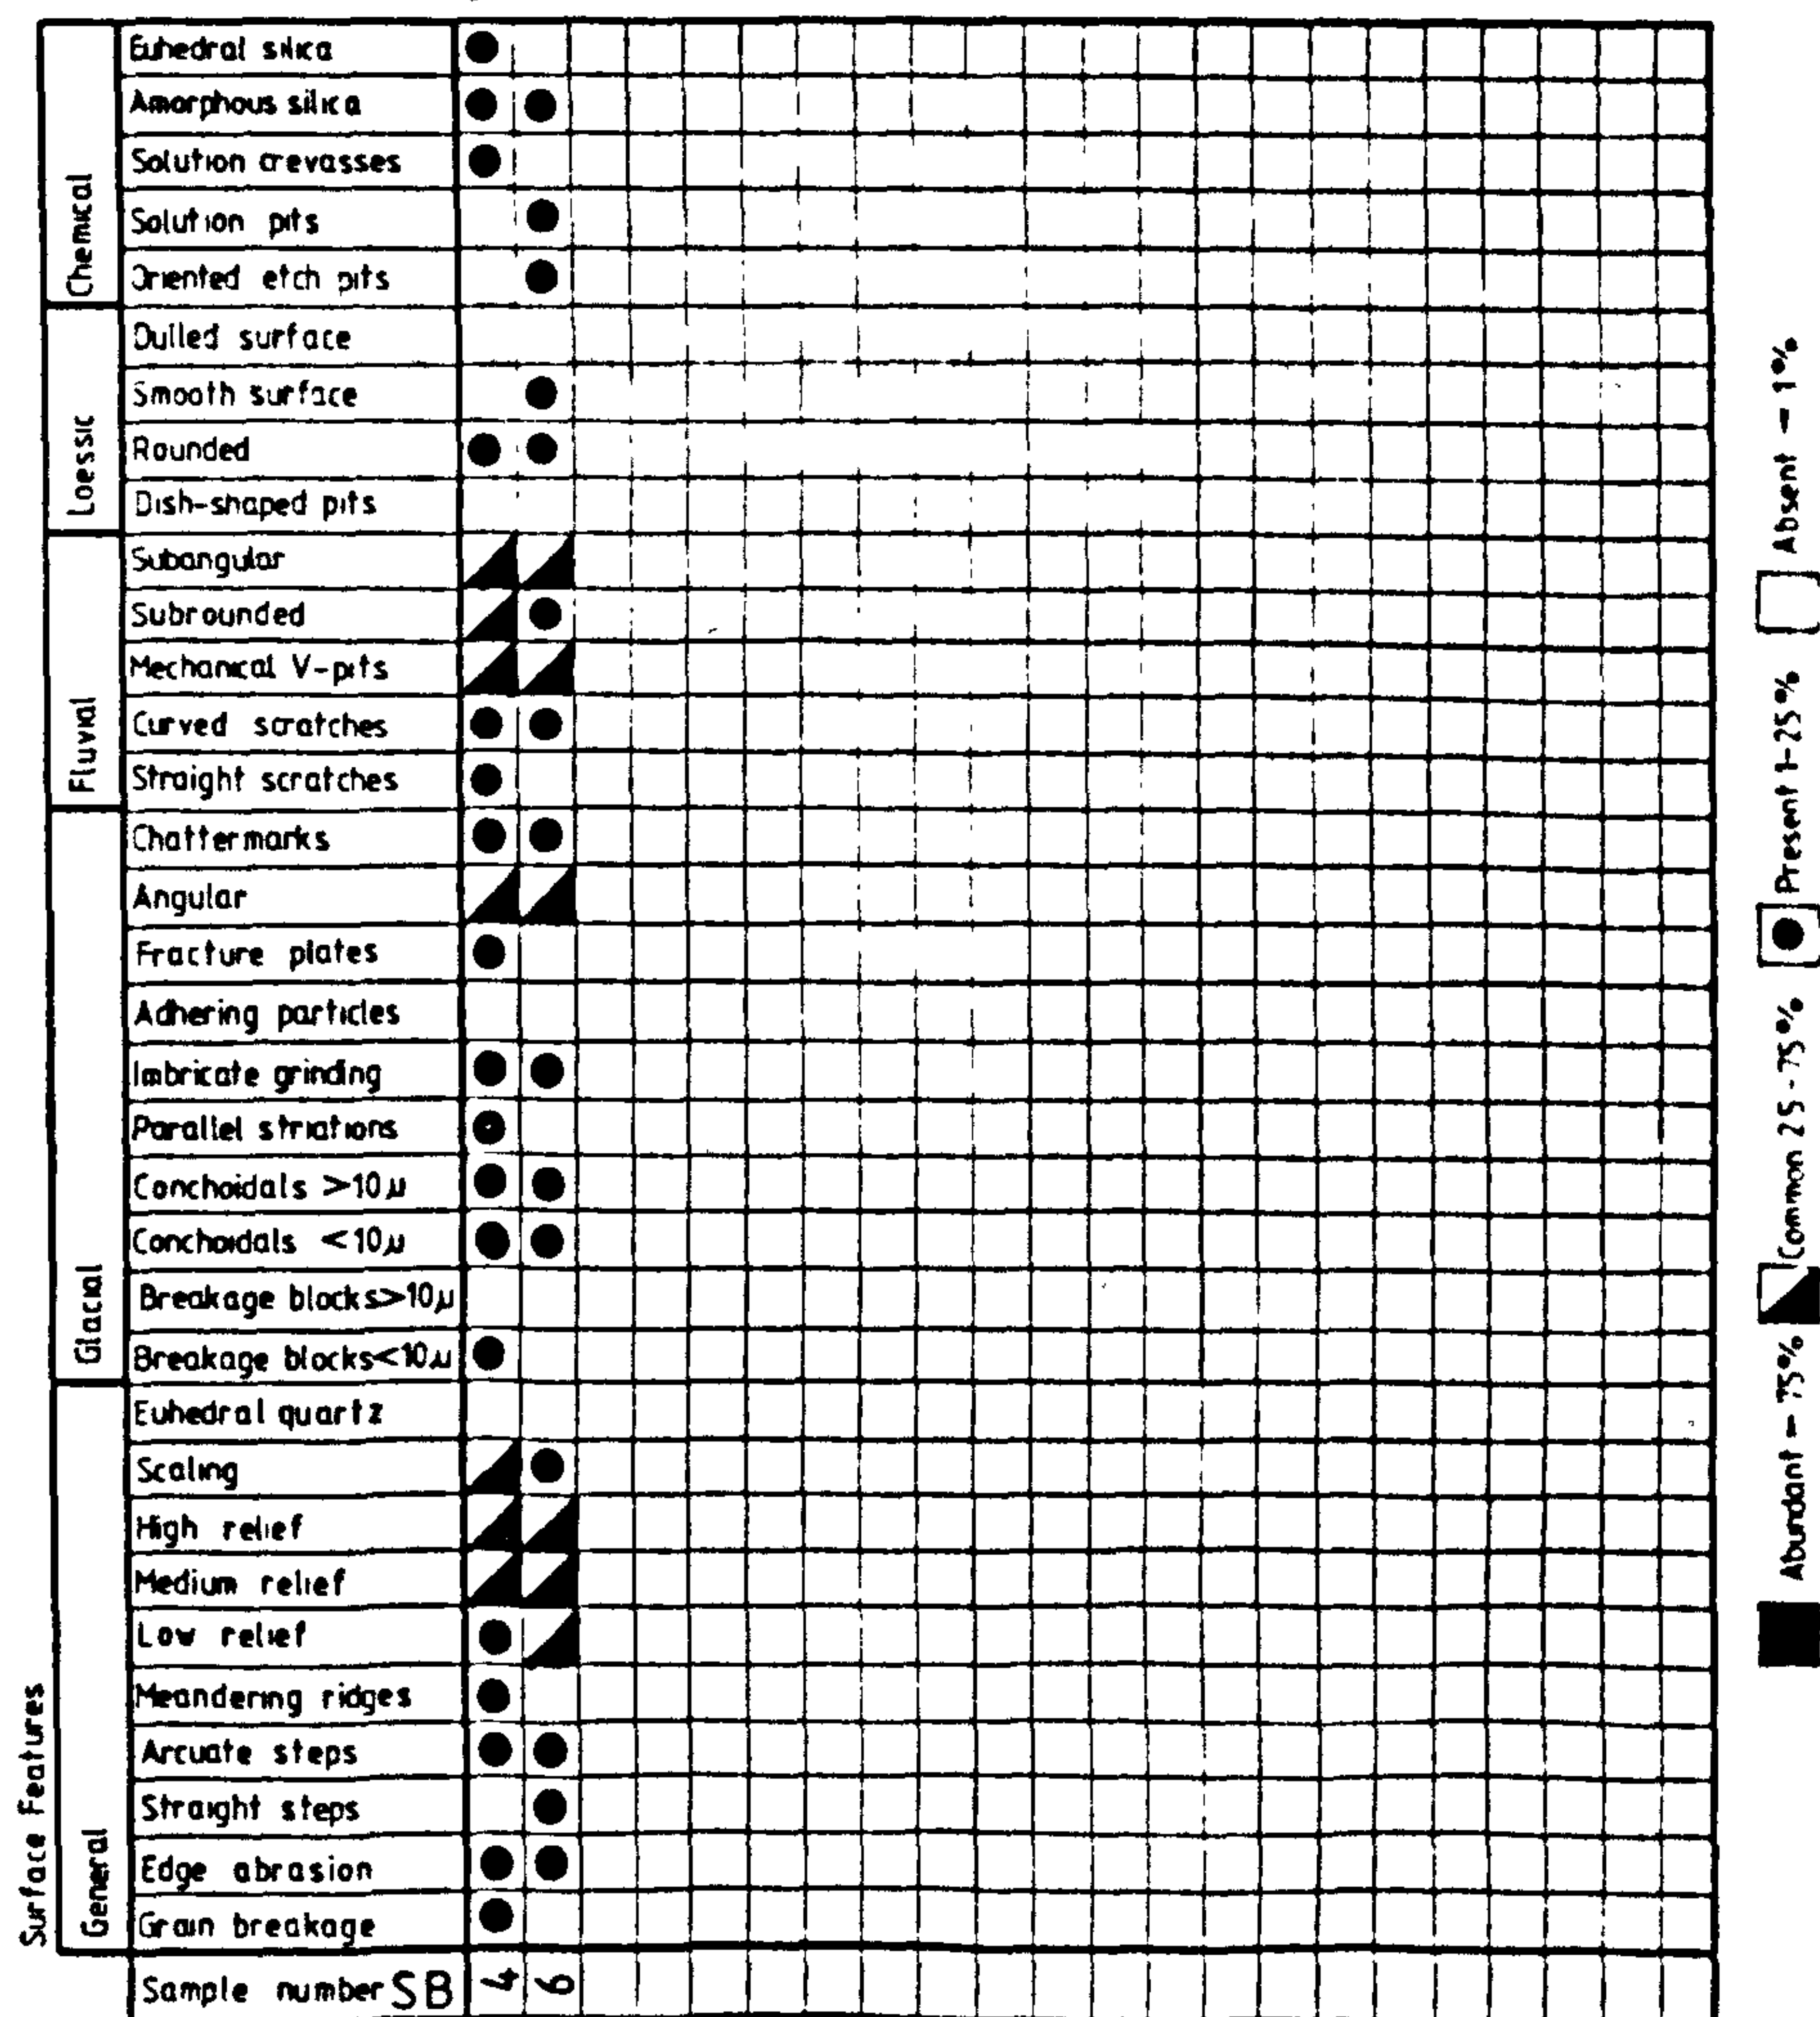 Chemical
Euhedral silica
Amorphous silica
Solution crevasses
Solution pits
Oriented etch pits
Loessic
Dulled surface
Smooth surface
Rounded
Dish-shaped pits
Fluvial
Subangular
Subrounded
Mechanical V-pits
Curved scratches
Straight scratches
Glacial
Chattermarks
Angular
Fracture plates
Adhering particles
Imbricate grinding
Parallel striations
Conchoidals >10μ
Conchoidals <10μ
Breakage blocks>10μ
Breakage blocks<10μ
Surface Features
General
Euhedral quartz
Scaling
High relief
Medium relief
Low relief
Meandering ridges
Arcuate steps
Straight steps
Edge abrasion
Grain breakage
Sample number SB 4 6
Abundant - 75% Common 25-75% Present 1-25% Absent - 1%